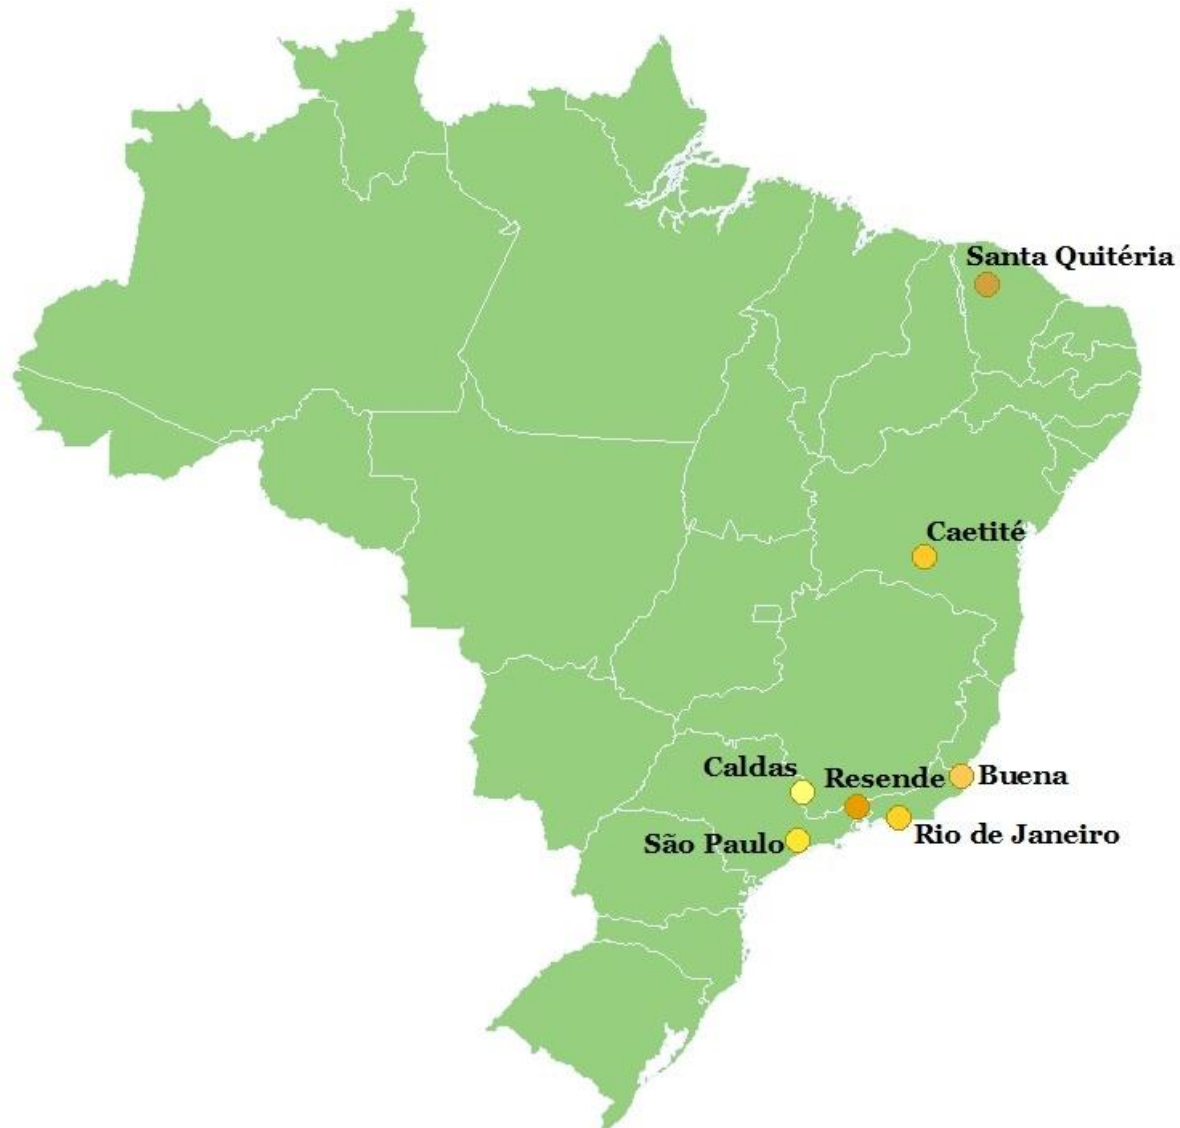 Santa Quitéria
Caetité
Caldas
Resende
Buena
São Paulo
Rio de Janeiro